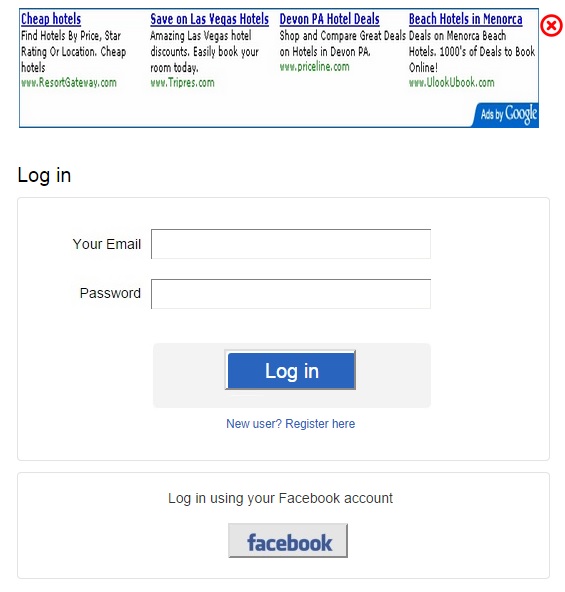 Cheap hotels
Find Hotels By Price, Star
Rating Or Location. Cheap
hotels
www.ResortGateway.com
Save on Las Vegas Hotels
Amazing Las Vegas hotel
discounts. Easily book your
room today.
www.Tripres.com
Devon PA Hotel Deals
Shop and Compare Great Deals
on Hotels in Devon PA.
www.priceline.com
Beach Hotels in Menorca
Deals on Menorca Beach
Hotels. 1000's of Deals to Book
Online!
www.UlookUbook.com
Ads by Google
Log in
Your Email
Password
Log in
New user? Register here
Log in using your Facebook account
facebook